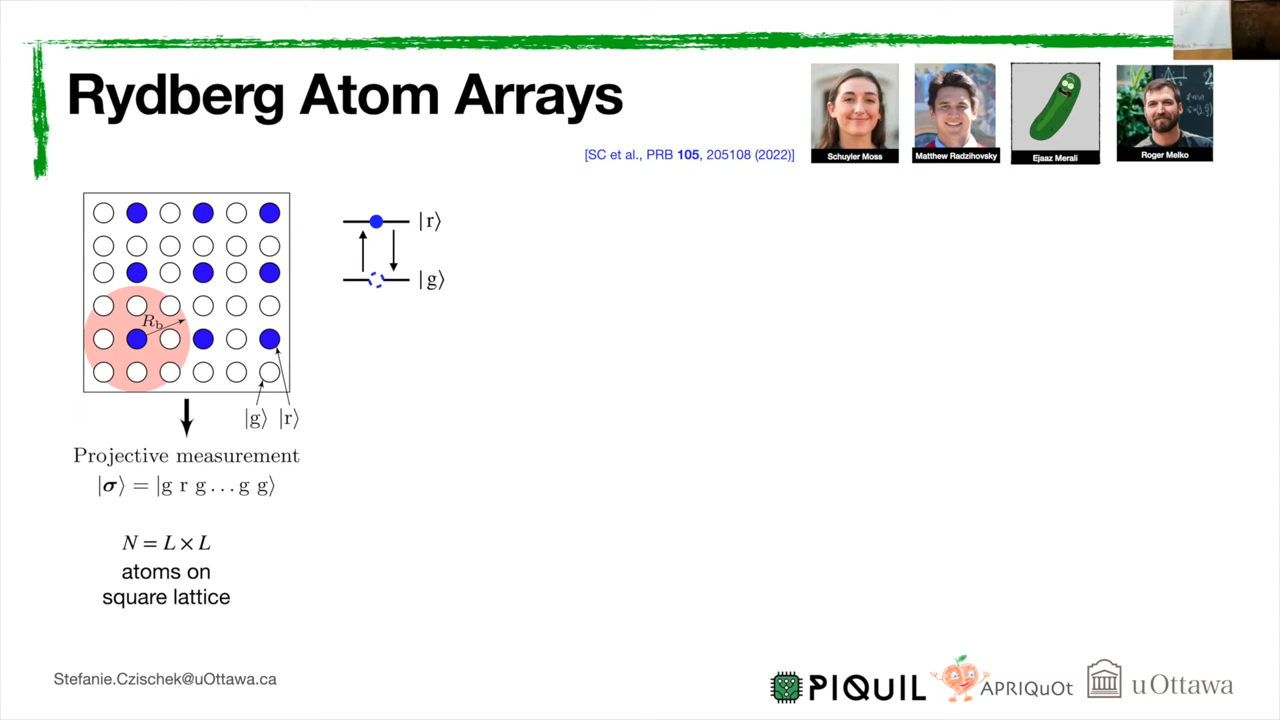 Rydberg Atom Arrays
[SC et al., PRB 105, 205108 (2022)]
Schuyler Moss
Matthew Radzihovsky
Ejaaz Merali
Roger Melko
|r⟩
|g⟩
R_b
|g⟩ |r⟩
Projective measurement
|σ⟩ = |g r g . . . g g⟩
N = L × L
atoms on
square lattice
Stefanie.Czischek@uOttawa.ca
PIQUIL
APRIQuOt
uOttawa